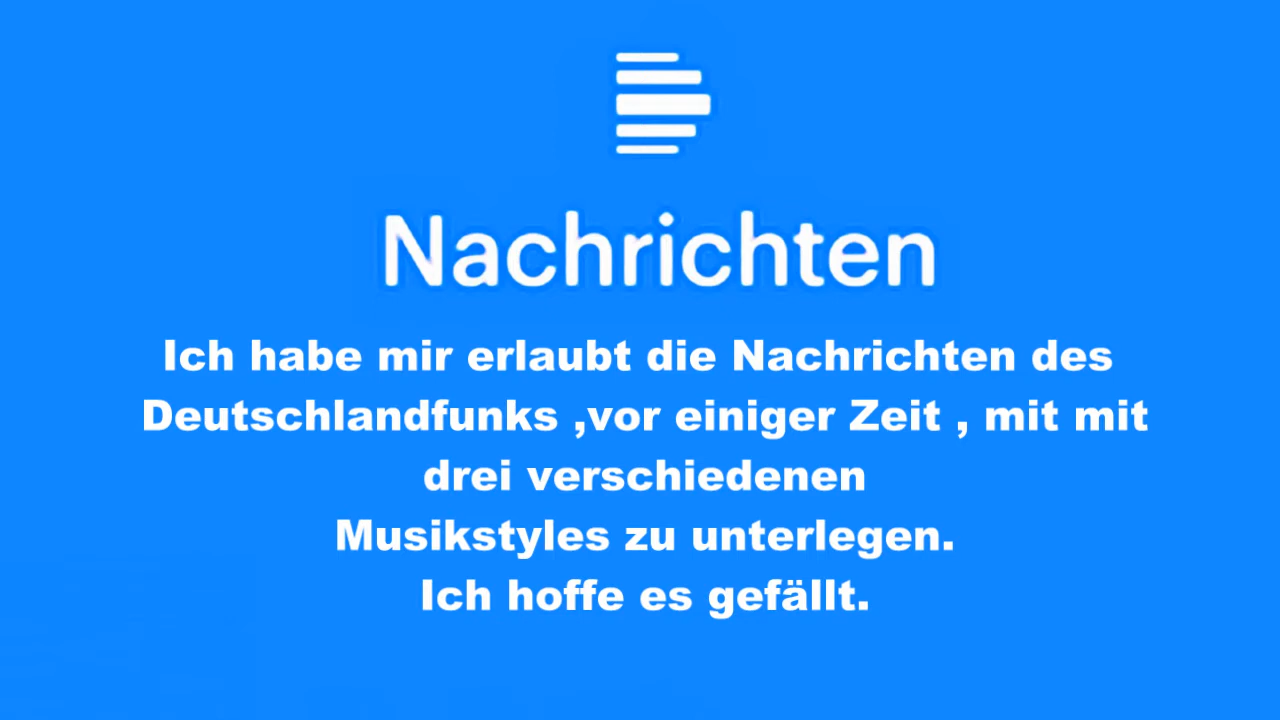 Nachrichten
Ich habe mir erlaubt die Nachrichten des
Deutschlandfunks ,vor einiger Zeit , mit mit
drei verschiedenen
Musikstyles zu unterlegen.
Ich hoffe es gefällt.